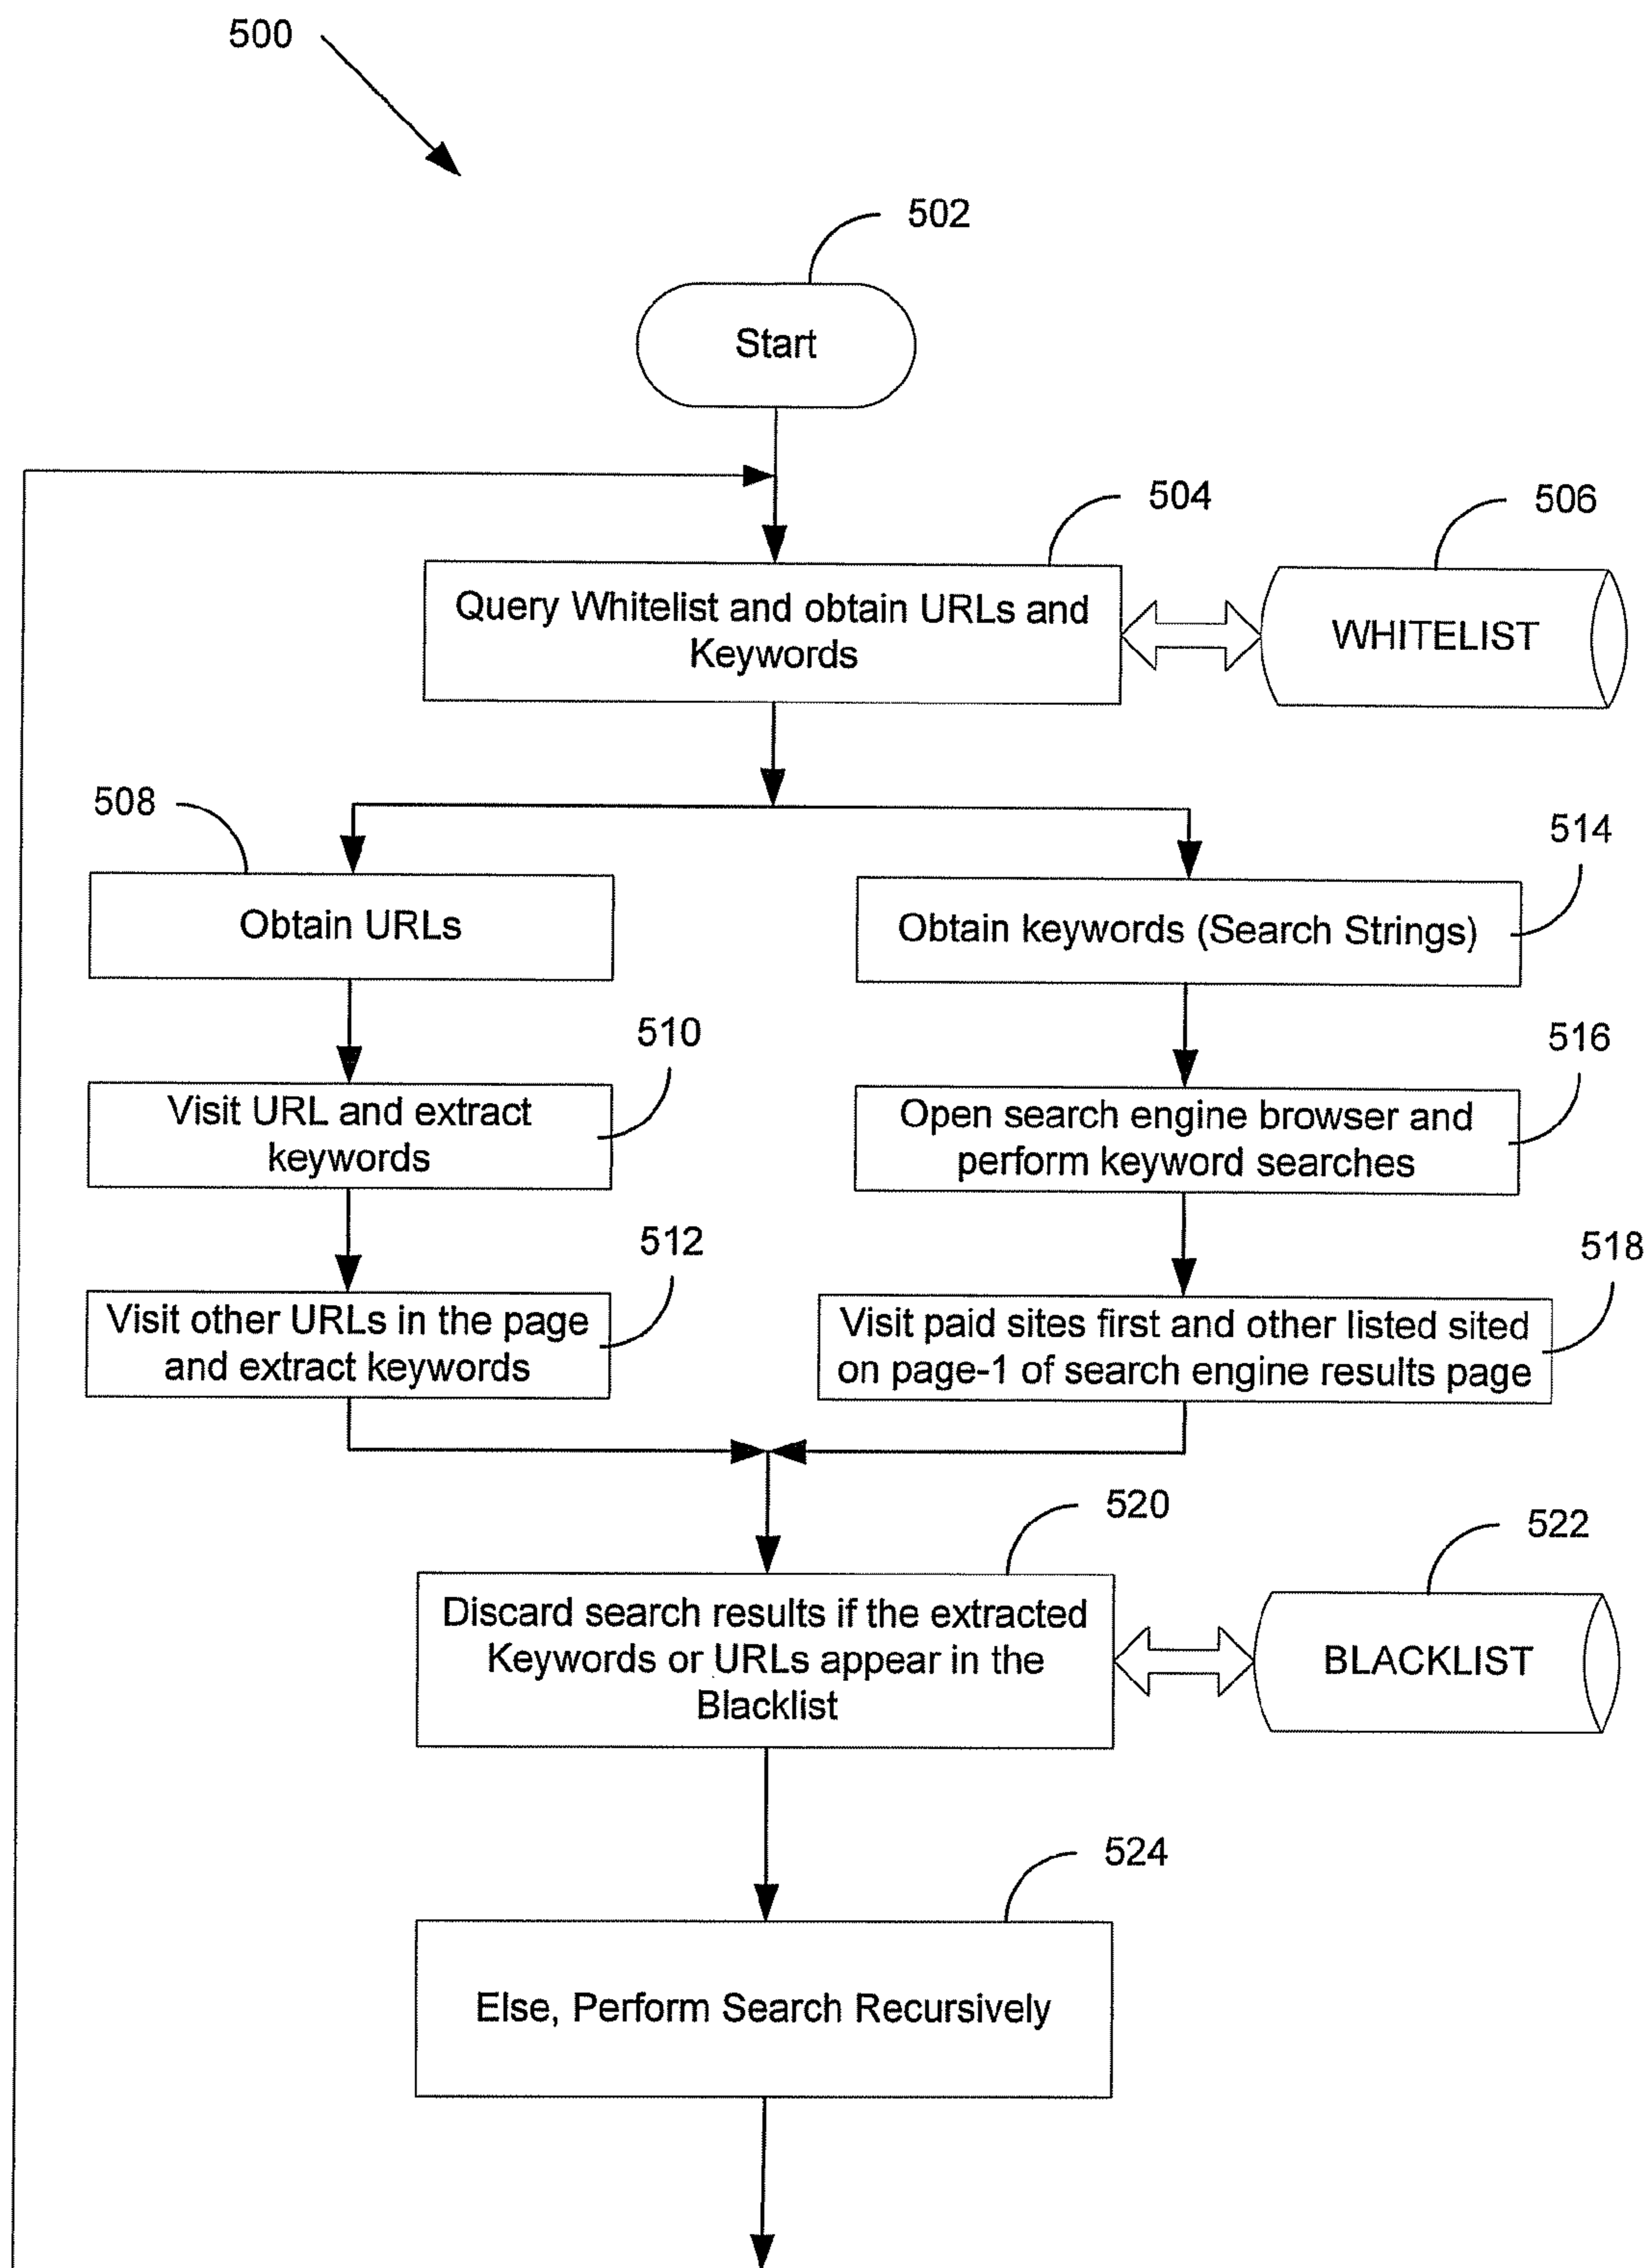 500
502
Start
504
506
Query Whitelist and obtain URLs and
Keywords
WHITELIST
508
514
Obtain URLs
Obtain keywords (Search Strings)
510
516
Visit URL and extract
keywords
Open search engine browser and
perform keyword searches
512
518
Visit other URLs in the page
and extract keywords
Visit paid sites first and other listed sited
on page-1 of search engine results page
520
522
Discard search results if the extracted
Keywords or URLs appear in the
Blacklist
BLACKLIST
524
Else, Perform Search Recursively